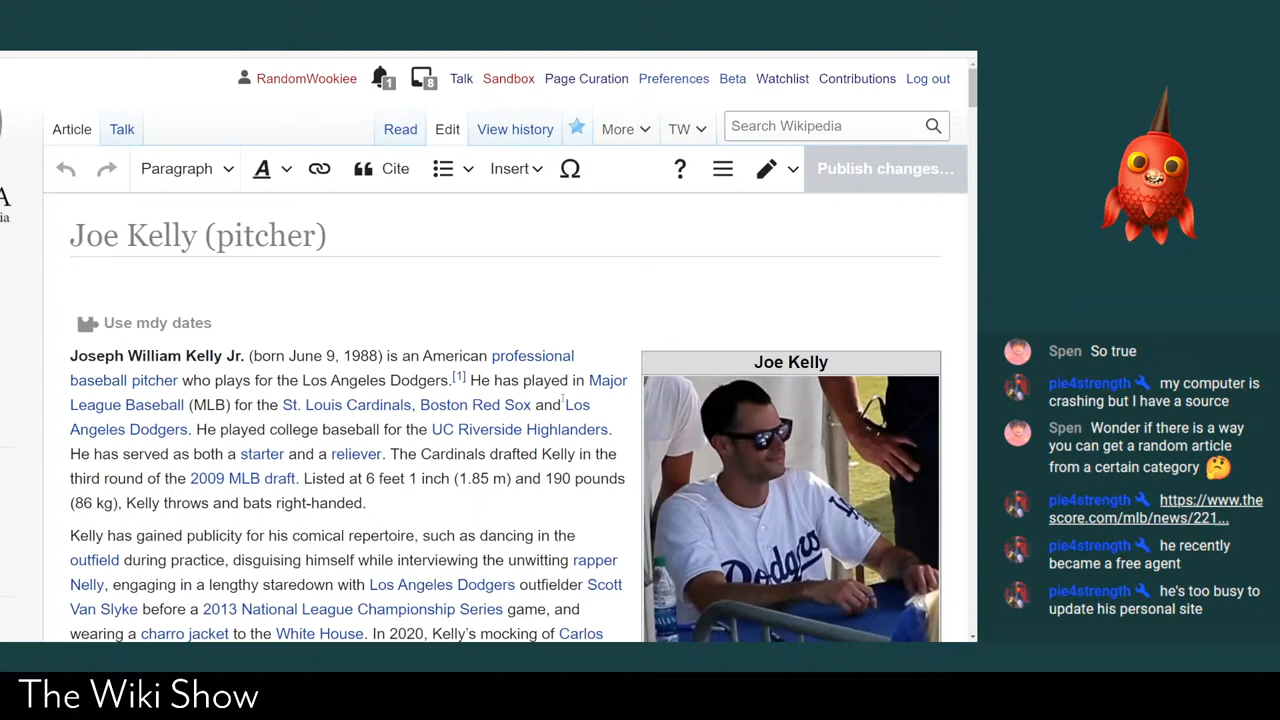 RandomWookiee 1 8 Talk Sandbox Page Curation Preferences Beta Watchlist Contributions Log out
Article Talk Read Edit View history More TW Search Wikipedia
Paragraph A Cite Insert Ω ? Publish changes...
A
ia
Joe Kelly (pitcher)
Use mdy dates
Joseph William Kelly Jr. (born June 9, 1988) is an American professional
baseball pitcher who plays for the Los Angeles Dodgers.[1] He has played in Major
League Baseball (MLB) for the St. Louis Cardinals, Boston Red Sox and Los
Angeles Dodgers. He played college baseball for the UC Riverside Highlanders.
He has served as both a starter and a reliever. The Cardinals drafted Kelly in the
third round of the 2009 MLB draft. Listed at 6 feet 1 inch (1.85 m) and 190 pounds
(86 kg), Kelly throws and bats right-handed.
Kelly has gained publicity for his comical repertoire, such as dancing in the
outfield during practice, disguising himself while interviewing the unwitting rapper
Nelly, engaging in a lengthy staredown with Los Angeles Dodgers outfielder Scott
Van Slyke before a 2013 National League Championship Series game, and
wearing a charro jacket to the White House. In 2020, Kelly's mocking of Carlos
Joe Kelly
LA
Dodgers
Spen So true
pie4strength my computer is
crashing but I have a source
Spen Wonder if there is a way
you can get a random article
from a certain category 🤔
pie4strength https://www.the
score.com/mlb/news/221...
pie4strength he recently
became a free agent
pie4strength he's too busy to
update his personal site
The Wiki Show